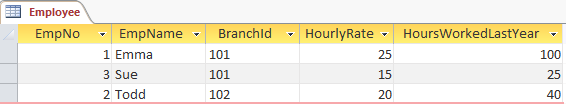 Employee
EmpNo EmpName BranchId HourlyRate HoursWorkedLastYear
1 Emma 101 25 100
3 Sue 101 15 25
2 Todd 102 20 40